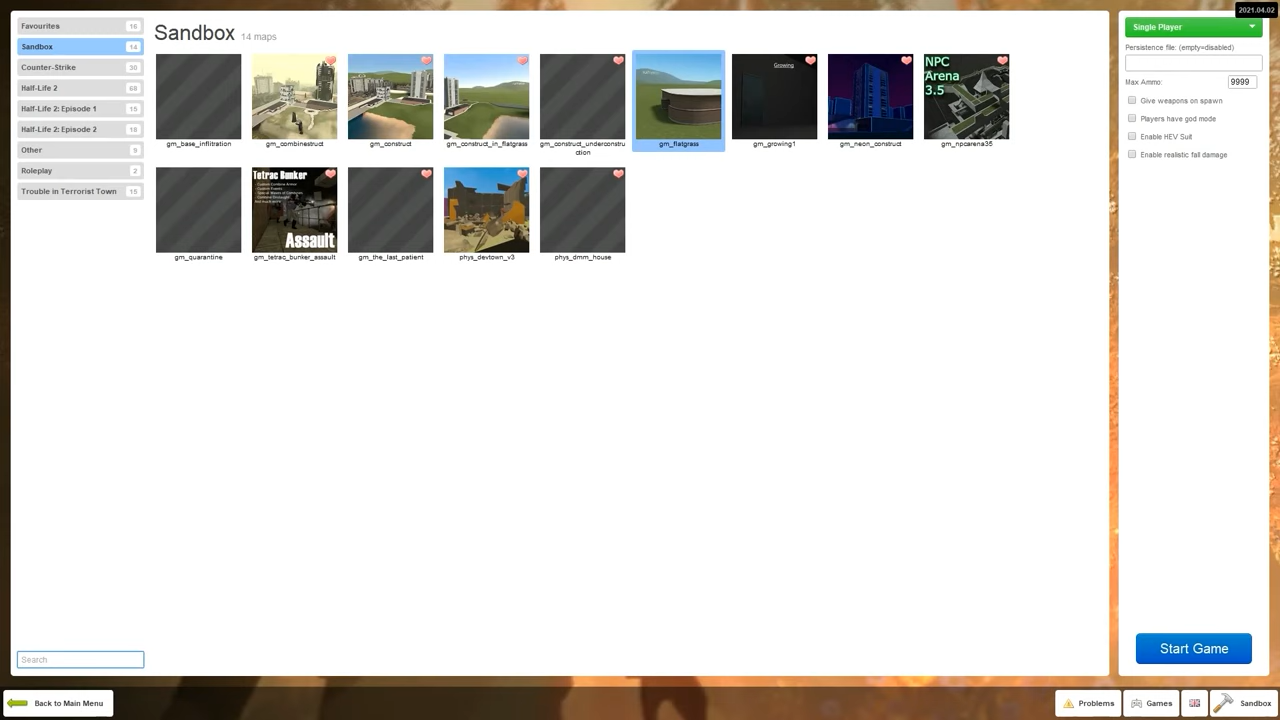 2021.04.02
Favourites 16
Sandbox 14
Counter-Strike 30
Half-Life 2 68
Half-Life 2: Episode 1 15
Half-Life 2: Episode 2 18
Other 9
Roleplay 2
Trouble in Terrorist Town 15
Search
Sandbox 14 maps
gm_base_infiltration
gm_combinestruct
gm_construct
gm_construct_in_flatgrass
gm_construct_underconstru
ction
gm_flatgrass
Growing
gm_growing1
gm_neon_construct
NPC
Arena
3.5
gm_npcarena35
gm_quarantine
Tetrac Bunker
Assault
gm_tetrac_bunker_assault
gm_the_last_patient
phys_devtown_v3
phys_dmm_house
Single Player
Persistence file: (empty=disabled)
Max Ammo: 9999
Give weapons on spawn
Players have god mode
Enable HEV Suit
Enable realistic fall damage
Start Game
Back to Main Menu
Problems
Games
Sandbox